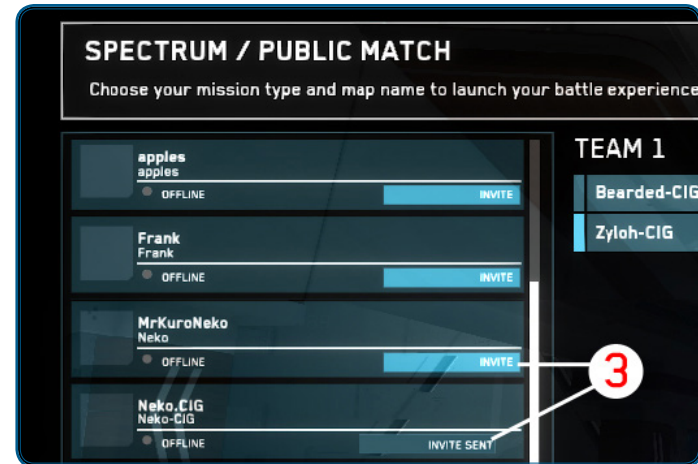 SPECTRUM / PUBLIC MATCH
Choose your mission type and map name to launch your battle experience
apples
apples
OFFLINE INVITE
Frank
Frank
OFFLINE INVITE
MrKuroNeko
Neko
OFFLINE INVITE
Neko.CIG
Neko-CIG
OFFLINE INVITE SENT
TEAM 1
Bearded-CIG
Zyloh-CIG
3